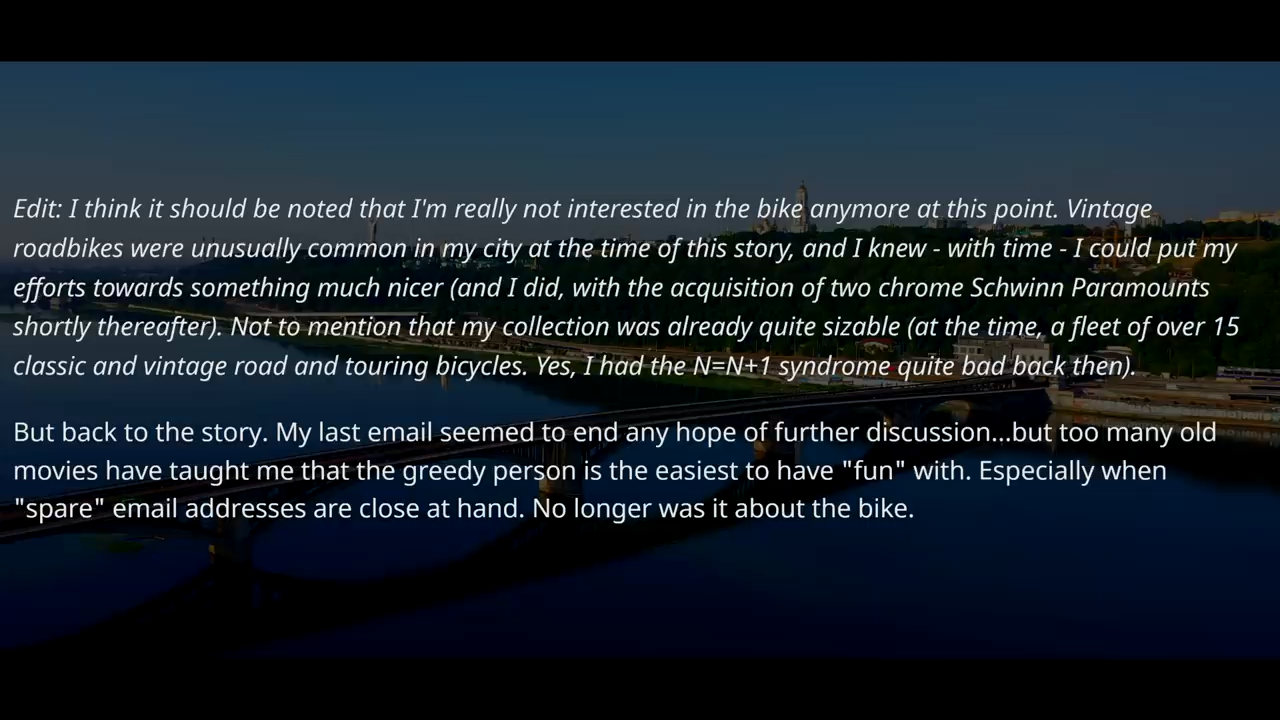 Edit: I think it should be noted that I'm really not interested in the bike anymore at this point. Vintage
roadbikes were unusually common in my city at the time of this story, and I knew - with time - I could put my
efforts towards something much nicer (and I did, with the acquisition of two chrome Schwinn Paramounts
shortly thereafter). Not to mention that my collection was already quite sizable (at the time, a fleet of over 15
classic and vintage road and touring bicycles. Yes, I had the N=N+1 syndrome quite bad back then).
But back to the story. My last email seemed to end any hope of further discussion...but too many old
movies have taught me that the greedy person is the easiest to have "fun" with. Especially when
"spare" email addresses are close at hand. No longer was it about the bike.